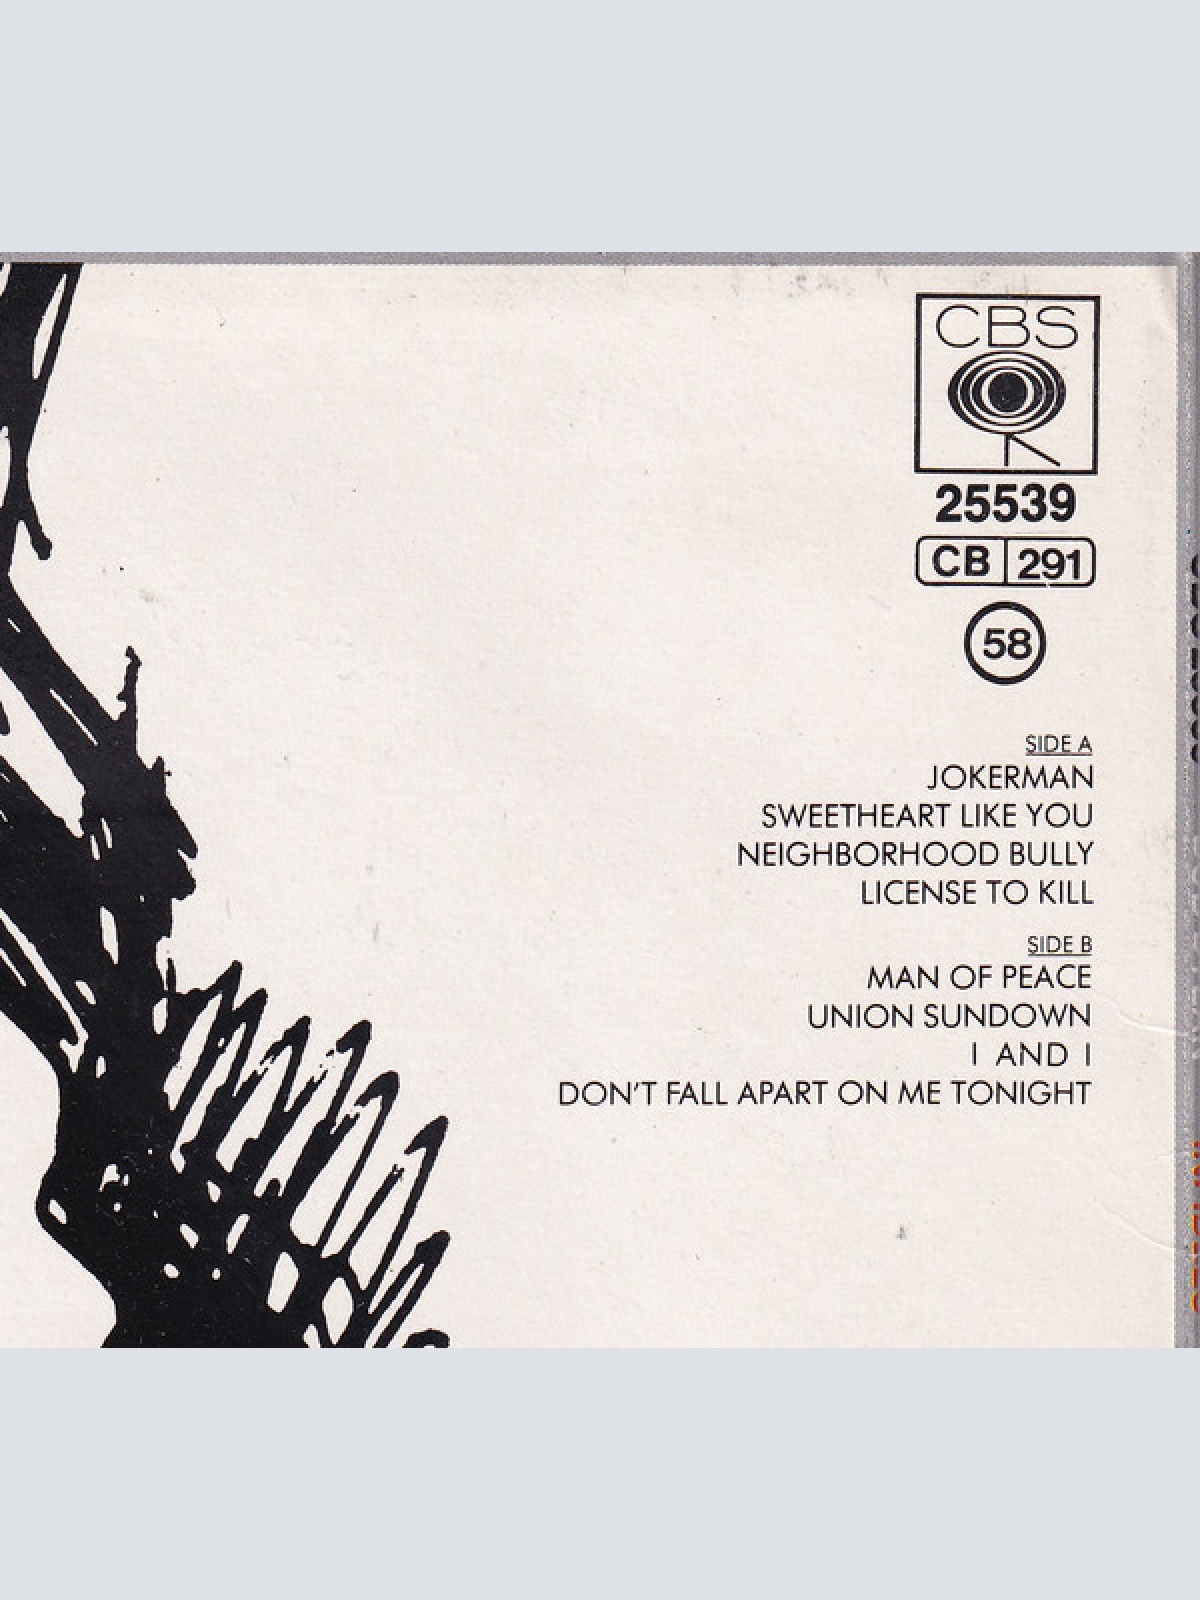 CBS
25539
CB 291
58
SIDE A
JOKERMAN
SWEETHEART LIKE YOU
NEIGHBORHOOD BULLY
LICENSE TO KILL
SIDE B
MAN OF PEACE
UNION SUNDOWN
I AND I
DON'T FALL APART ON ME TONIGHT